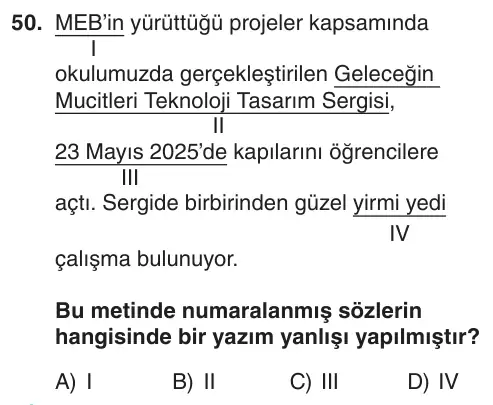 50. MEB'in yürüttüğü projeler kapsamında
I
okulumuzda gerçekleştirilen Geleceğin
Mucitleri Teknoloji Tasarım Sergisi,
II
23 Mayıs 2025'de kapılarını öğrencilere
III
açtı. Sergide birbirinden güzel yirmi yedi
IV
çalışma bulunuyor.
Bu metinde numaralanmış sözlerin
hangisinde bir yazım yanlışı yapılmıştır?
A) I B) II C) III D) IV